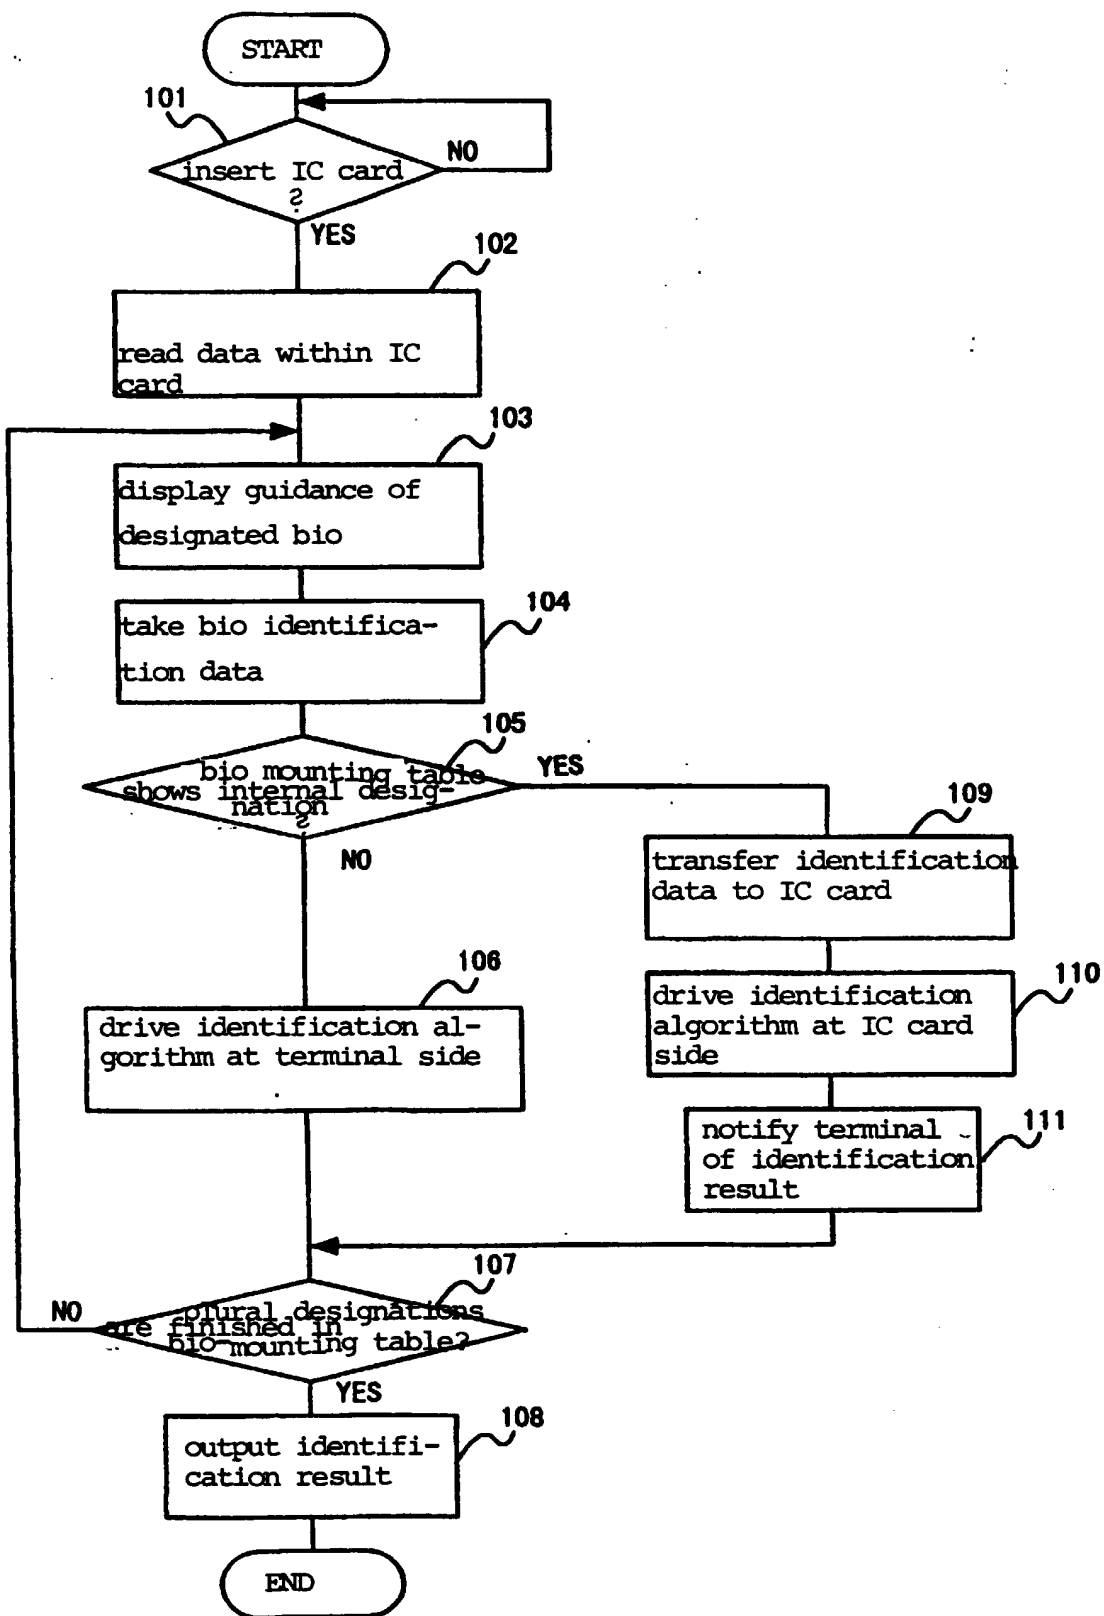 START
101
NO
insert IC card
?
YES
102
read data within IC
card
103
display guidance of
designated bio
104
take bio identifica-
tion data
105
bio mounting table
shows internal desig-
nation
?
YES
NO
109
transfer identification
data to IC card
106
drive identification al-
gorithm at terminal side
110
drive identification
algorithm at IC card
side
111
notify terminal
of identification
result
107
NO
plural designations
are finished in
bio-mounting table?
YES
108
output identifi-
cation result
END